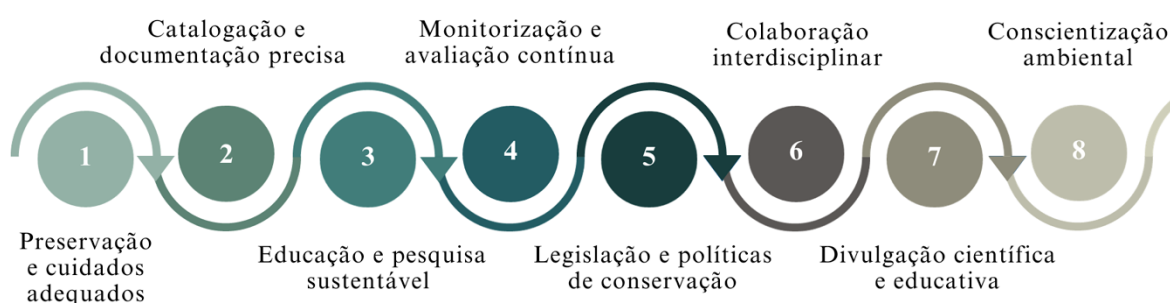 1
Preservação
e cuidados
adequados
Catalogação e
documentação precisa
2
3
Educação e pesquisa
sustentável
Monitorização e
avaliação contínua
4
5
Legislação e políticas
de conservação
Colaboração
interdisciplinar
6
7
Divulgação científica
e educativa
Conscientização
ambiental
8